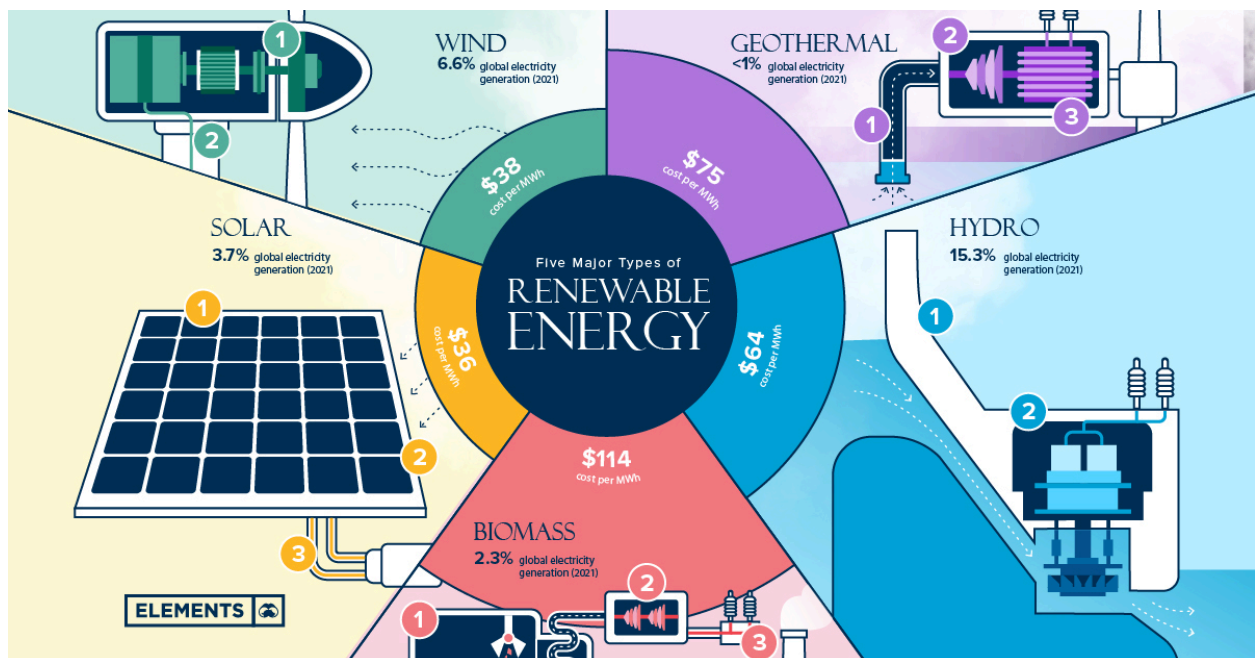 WIND
6.6% global electricity
generation (2021)
1
2
$38
cost per MWh
GEOTHERMAL
<1% global electricity
generation (2021)
1
2
3
$75
cost per MWh
SOLAR
3.7% global electricity
generation (2021)
1
2
3
$36
cost per MWh
Five Major Types of
RENEWABLE
ENERGY
HYDRO
15.3% global electricity
generation (2021)
1
2
$64
cost per MWh
$114
cost per MWh
BIOMASS
2.3% global electricity
generation (2021)
1
2
3
ELEMENTS